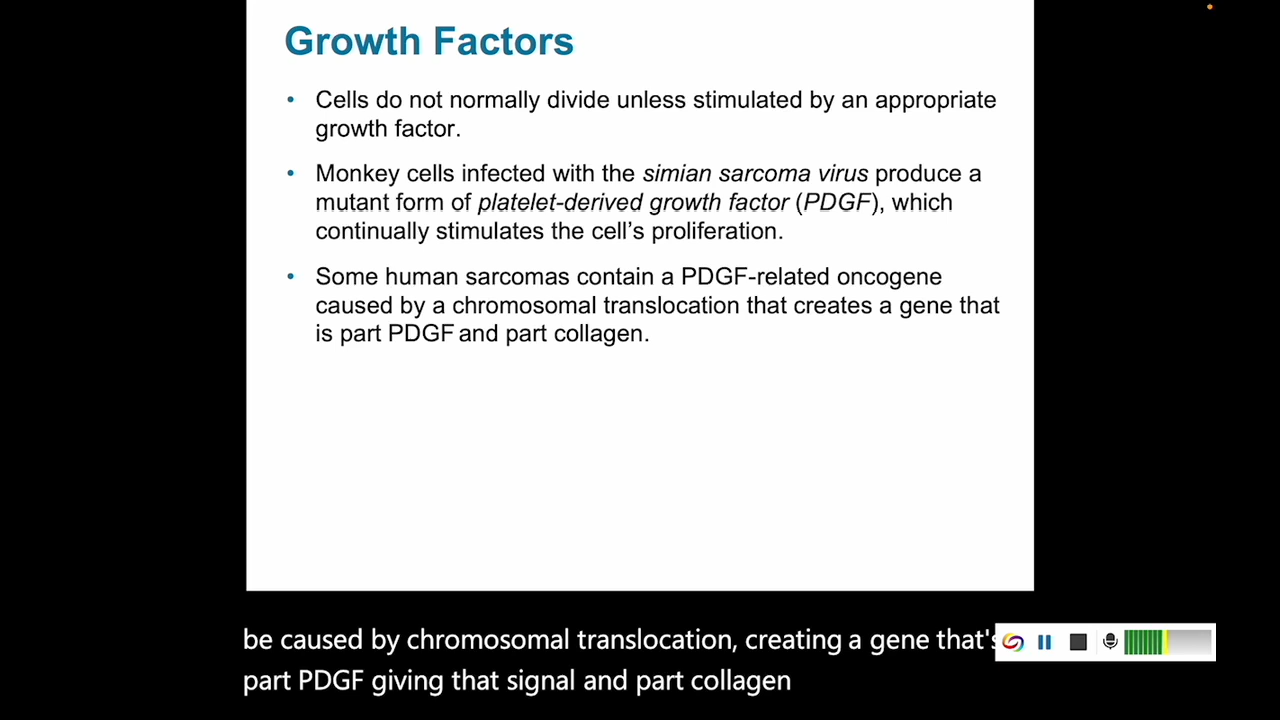 Growth Factors
• Cells do not normally divide unless stimulated by an appropriate
growth factor.
• Monkey cells infected with the simian sarcoma virus produce a
mutant form of platelet-derived growth factor (PDGF), which
continually stimulates the cell’s proliferation.
• Some human sarcomas contain a PDGF-related oncogene
caused by a chromosomal translocation that creates a gene that
is part PDGF and part collagen.
be caused by chromosomal translocation, creating a gene that's
part PDGF giving that signal and part collagen